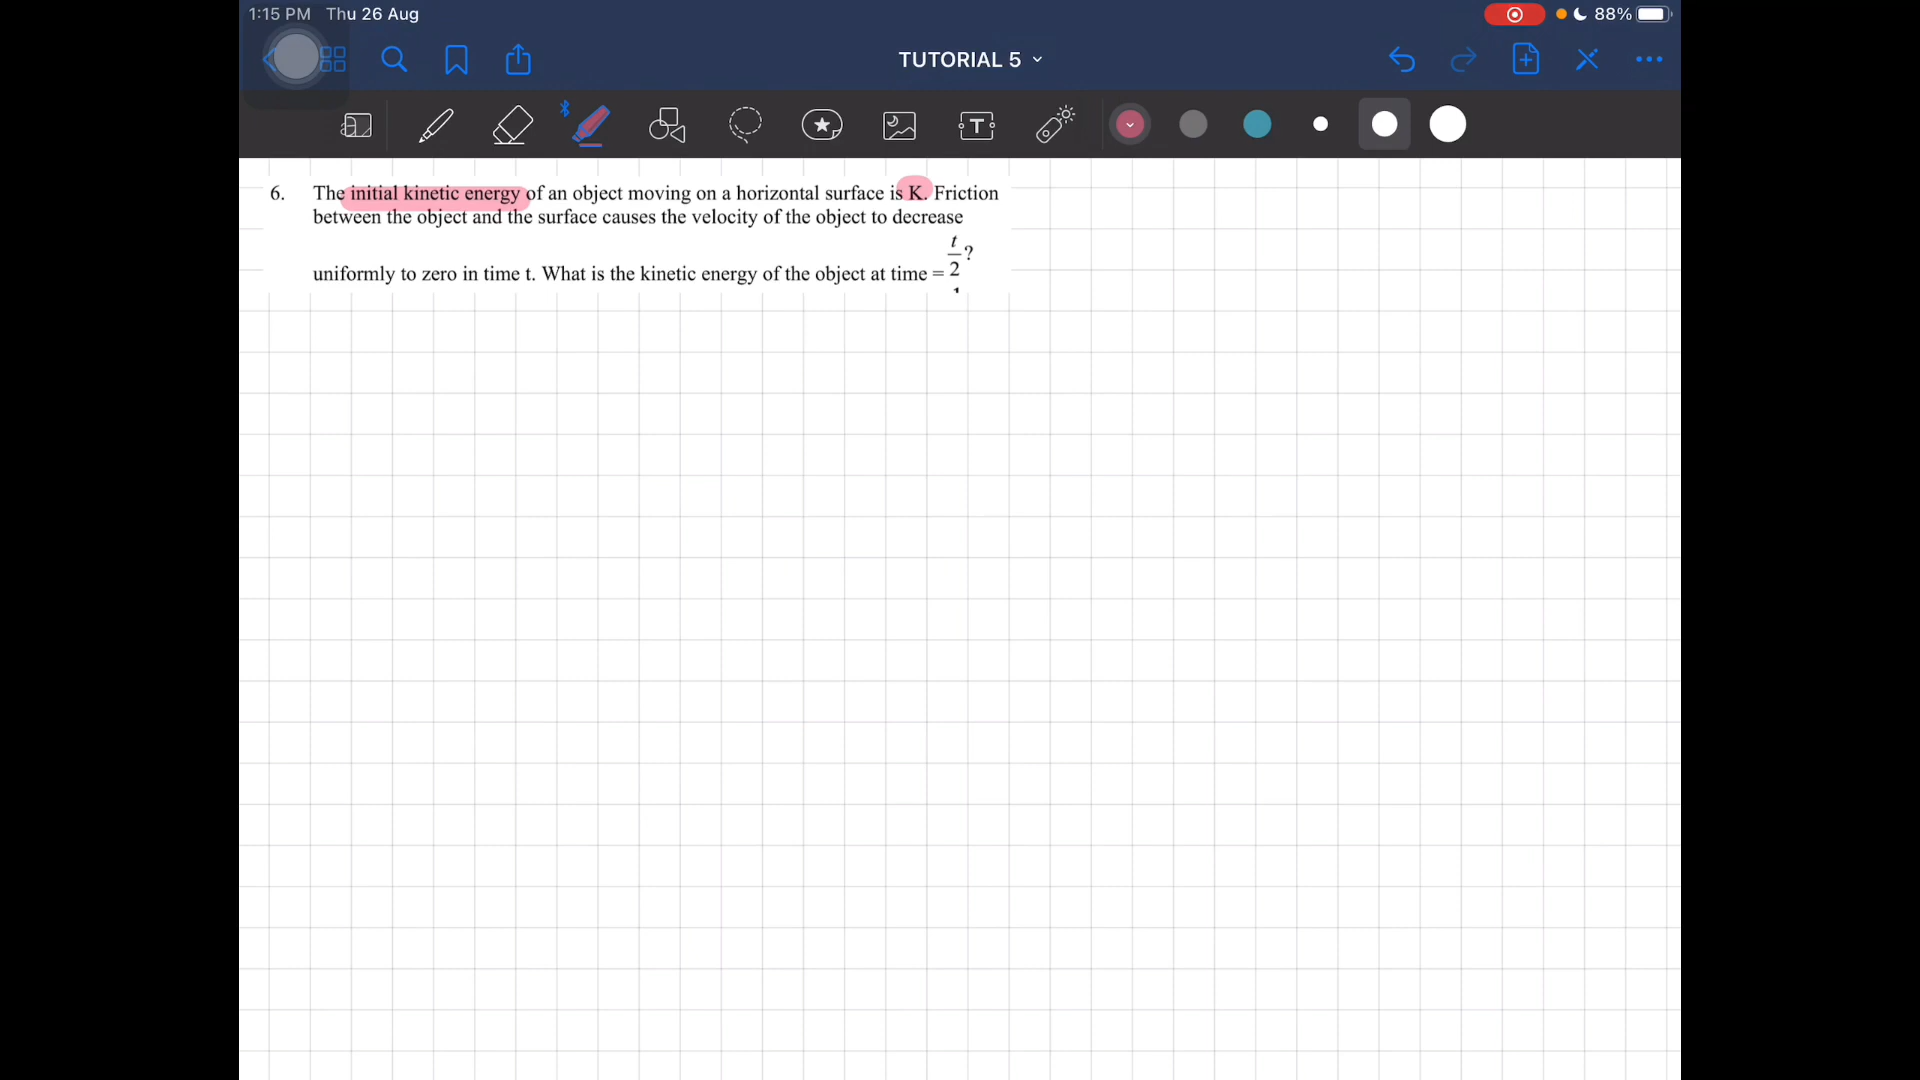 1:15 PM Thu 26 Aug
88%
TUTORIAL 5
a
T
6. The initial kinetic energy of an object moving on a horizontal surface is K. Friction
between the object and the surface causes the velocity of the object to decrease
uniformly to zero in time t. What is the kinetic energy of the object at time = t/2?